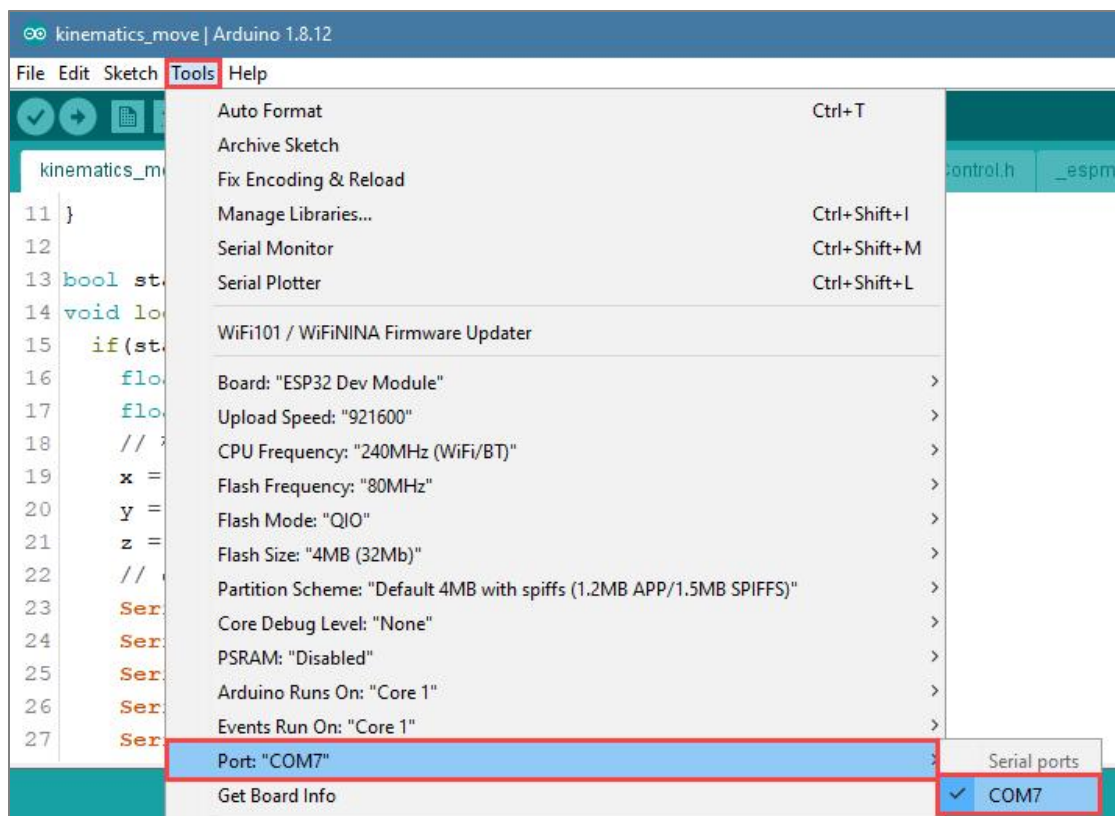 kinematics_move | Arduino 1.8.12
File Edit Sketch Tools Help
Auto Format Ctrl+T
Archive Sketch
kinematics_m
Fix Encoding & Reload
ontrol.h _espm
11 }
Manage Libraries... Ctrl+Shift+I
12
Serial Monitor Ctrl+Shift+M
13 bool sta
Serial Plotter Ctrl+Shift+L
14 void lo
WiFi101 / WiFiNINA Firmware Updater
15 if(sta
16 flo
Board: "ESP32 Dev Module"
17 flo
Upload Speed: "921600"
18 //
CPU Frequency: "240MHz (WiFi/BT)"
19 x =
Flash Frequency: "80MHz"
20 y =
Flash Mode: "QIO"
21 z =
Flash Size: "4MB (32Mb)"
22 //
Partition Scheme: "Default 4MB with spiffs (1.2MB APP/1.5MB SPIFFS)"
23 Ser
Core Debug Level: "None"
24 Ser
PSRAM: "Disabled"
25 Ser
Arduino Runs On: "Core 1"
26 Ser
Events Run On: "Core 1"
27 Ser
Port: "COM7" Serial ports
Get Board Info COM7